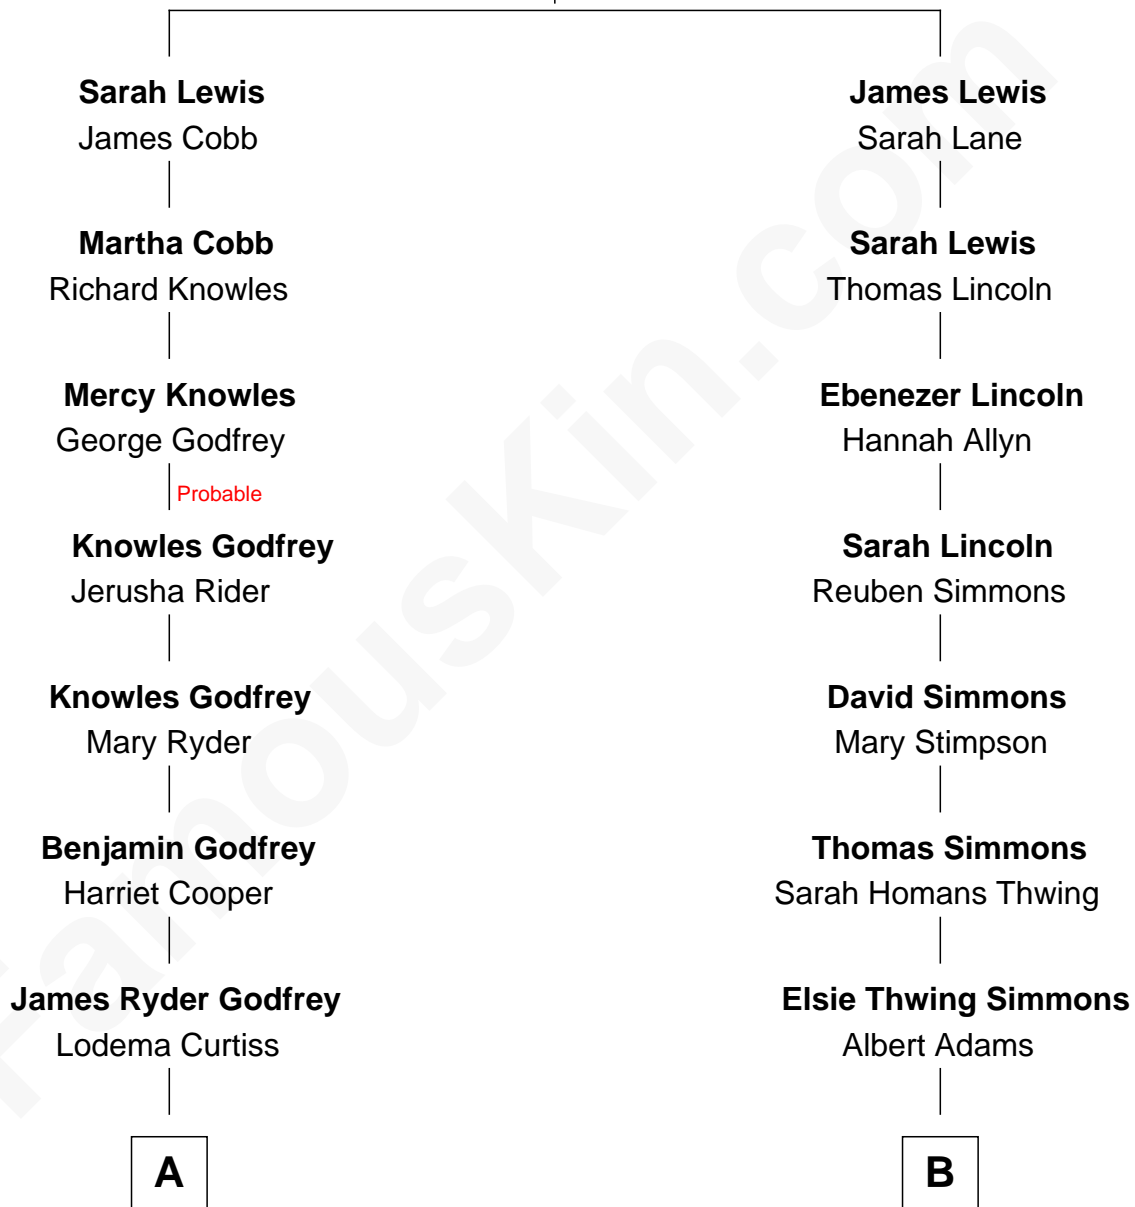 Sarah Lewis
James Cobb
Martha Cobb
Richard Knowles
Mercy Knowles
George Godfrey
Probable
Knowles Godfrey
Jerusha Rider
Knowles Godfrey
Mary Ryder
Benjamin Godfrey
Harriet Cooper
James Ryder Godfrey
Lodema Curtiss
A
James Lewis
Sarah Lane
Sarah Lewis
Thomas Lincoln
Ebenezer Lincoln
Hannah Allyn
Sarah Lincoln
Reuben Simmons
David Simmons
Mary Stimpson
Thomas Simmons
Sarah Homans Thwing
Elsie Thwing Simmons
Albert Adams
B
FamousKin.com